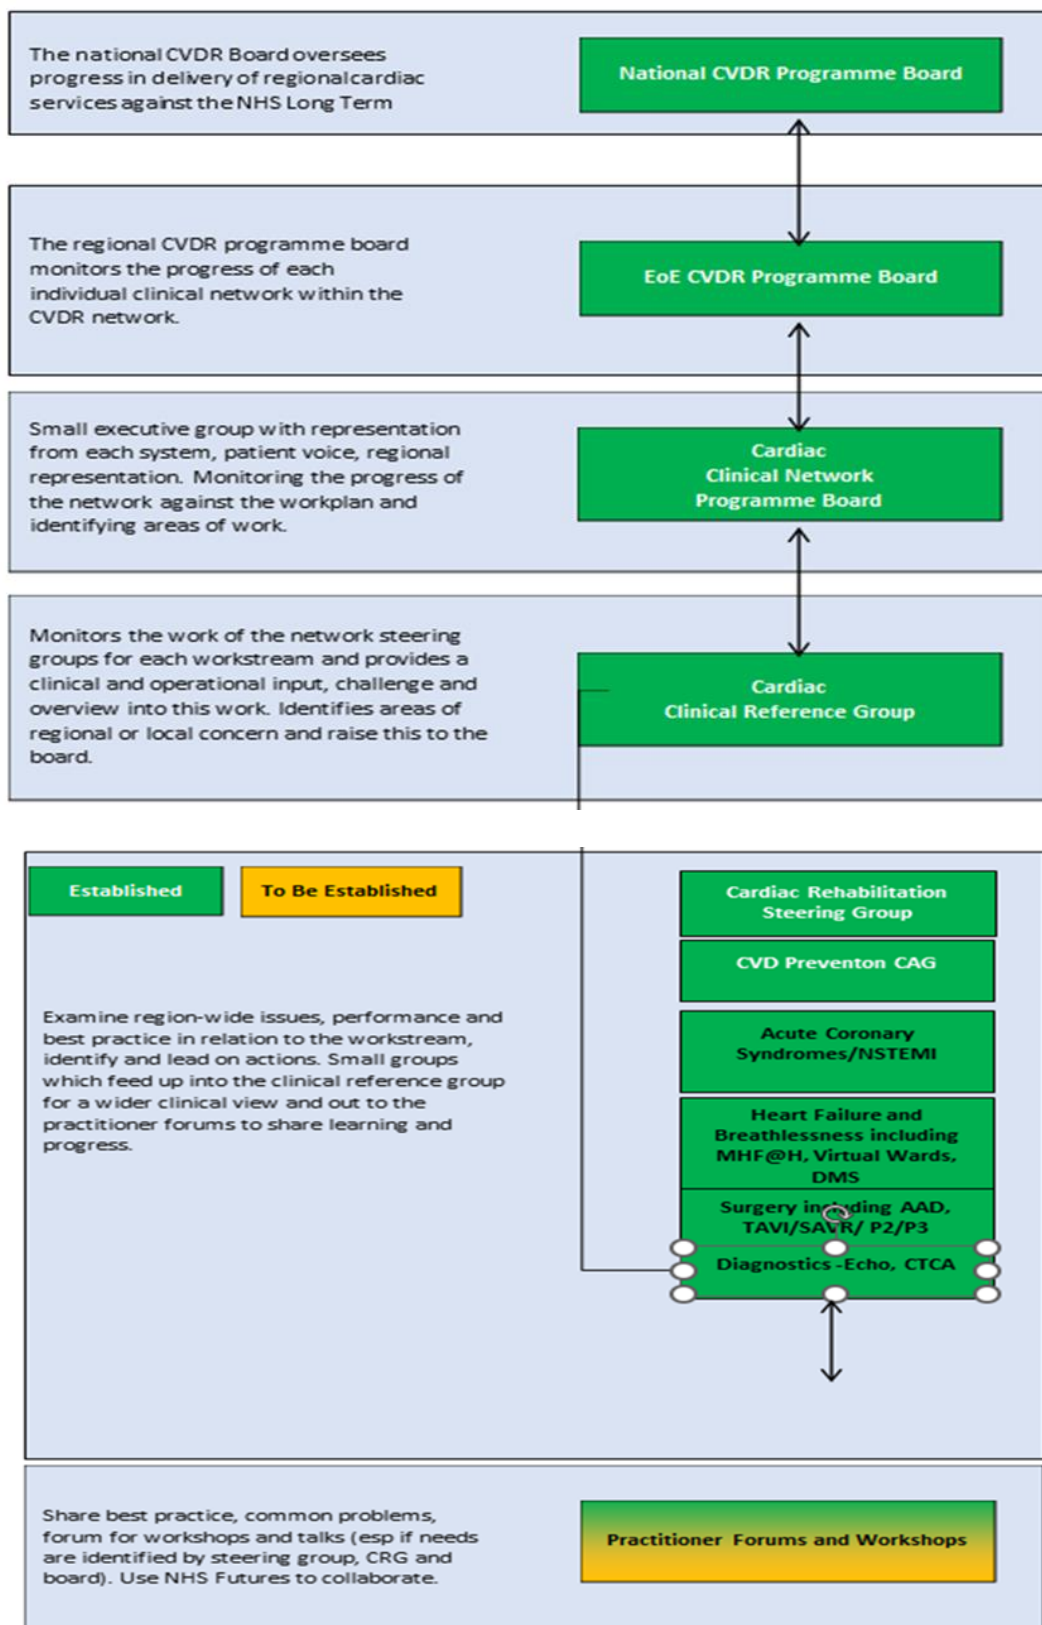 The national CVDR Board oversees
progress in delivery of regional cardiac
services against the NHS Long Term
National CVDR Programme Board
The regional CVDR programme board
monitors the progress of each
individual clinical network within the
CVDR network.
EoE CVDR Programme Board
Small executive group with representation
from each system, patient voice, regional
representation. Monitoring the progress of
the network against the workplan and
identifying areas of work.
Cardiac
Clinical Network
Programme Board
Monitors the work of the network steering
groups for each workstream and provides a
clinical and operational input, challenge and
overview into this work. Identifies areas of
regional or local concern and raise this to the
board.
Cardiac
Clinical Reference Group
Established
To Be Established
Examine region-wide issues, performance and
best practice in relation to the workstream,
identify and lead on actions. Small groups
which feed up into the clinical reference group
for a wider clinical view and out to the
practitioner forums to share learning and
progress.
Cardiac Rehabilitation
Steering Group
CVD Preventon CAG
Acute Coronary
Syndromes/NSTEMI
Heart Failure and
Breathlessness including
MHF@H, Virtual Wards,
DMS
Surgery including AAD,
TAVI/SAVR/ P2/P3
Diagnostics -Echo, CTCA
Share best practice, common problems,
forum for workshops and talks (esp if needs
are identified by steering group, CRG and
board). Use NHS Futures to collaborate.
Practitioner Forums and Workshops